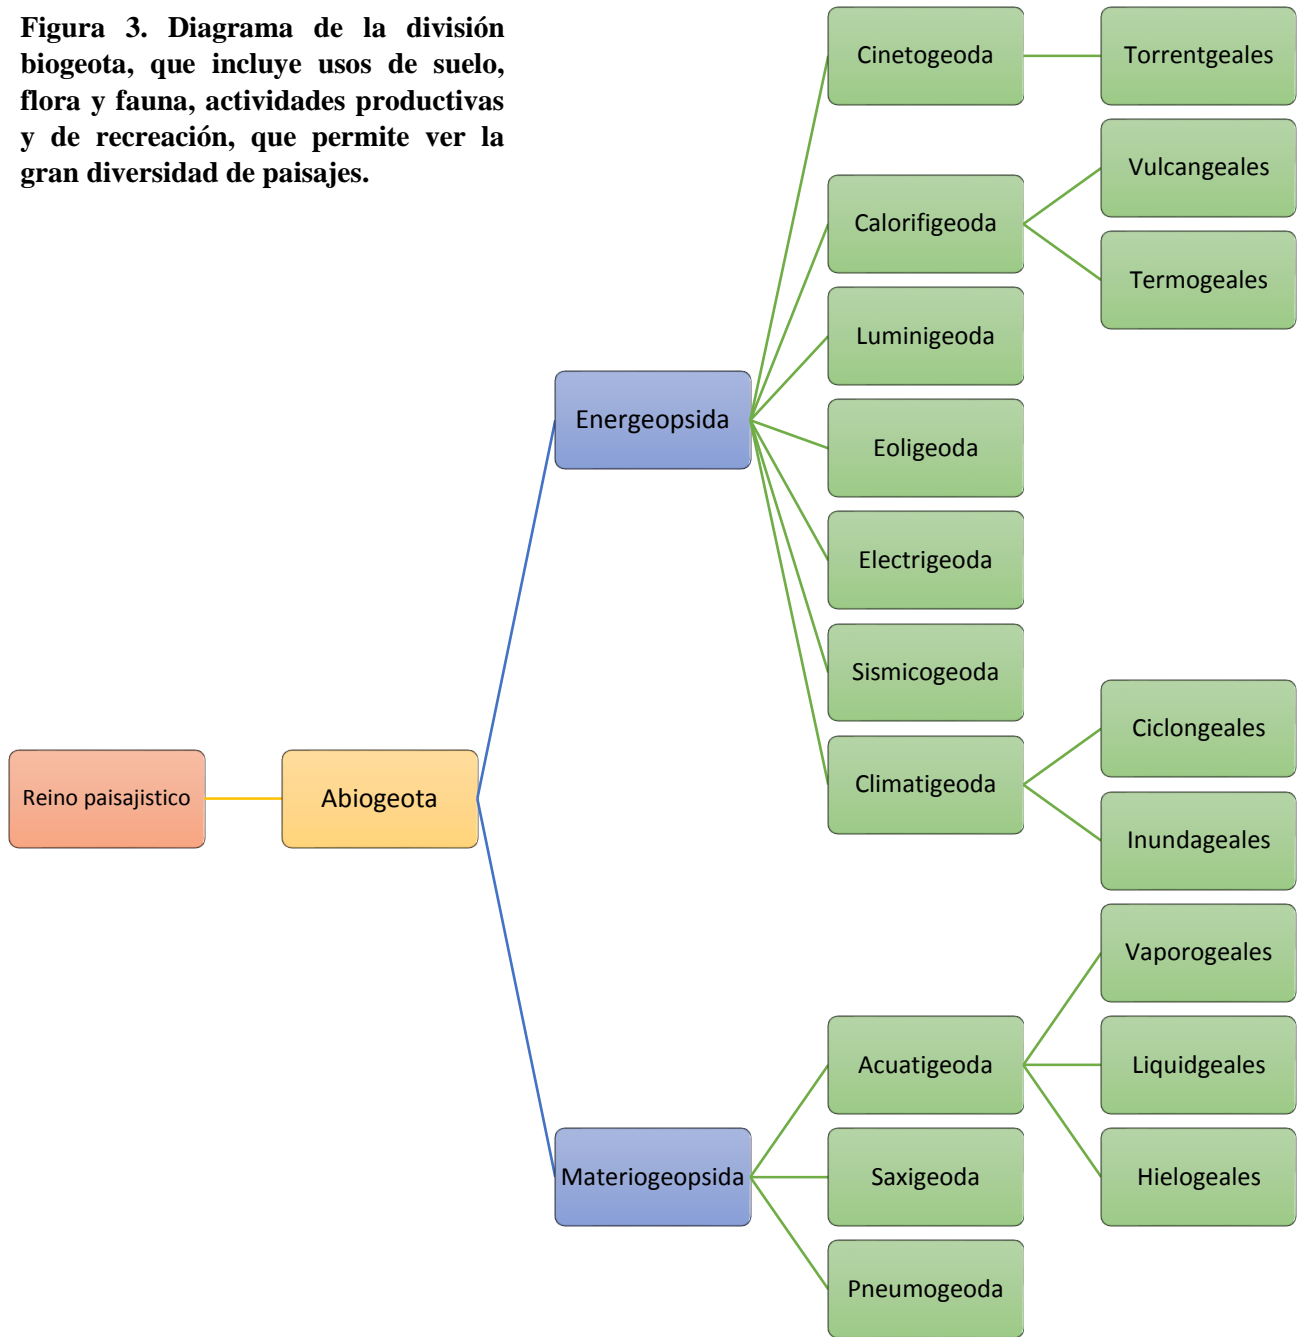 Figura 3. Diagrama de la división
biogeota, que incluye usos de suelo,
flora y fauna, actividades productivas
y de recreación, que permite ver la
gran diversidad de paisajes.
Reino paisajistico
Abiogeota
Energeopsida
Cinetogeoda
Torrentgeales
Calorifigeoda
Vulcangeales
Termogeales
Luminigeoda
Eoligeoda
Electrigeoda
Sismicogeoda
Climatigeoda
Ciclongeales
Inundageales
Materiogeopsida
Acuatigeoda
Vaporogeales
Liquidgeales
Hielogeales
Saxigeoda
Pneumogeoda